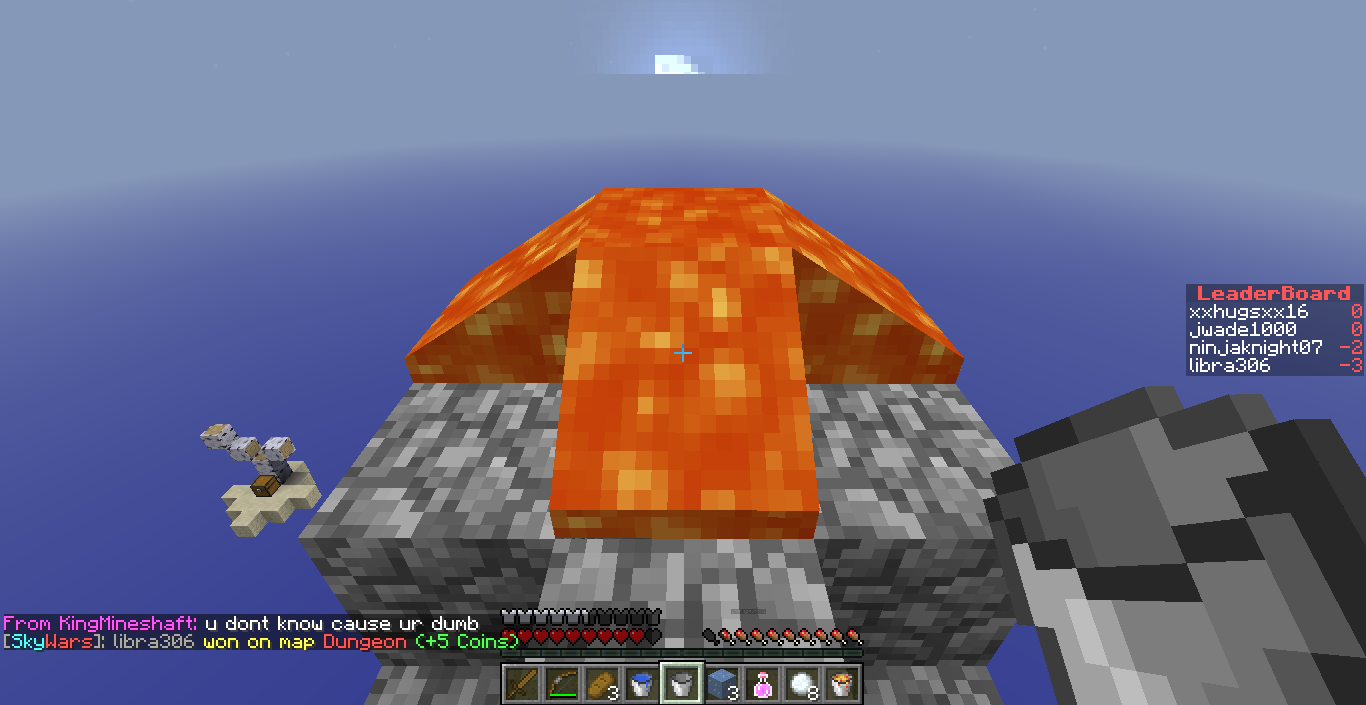 LeaderBoard
xxhugsxx16 0
jwade1000 0
ninjaknight07 -2
libra306 -3
From KingMineshaft: u dont know cause ur dumb
[SkyWars]: libra306 won on map Dungeon (+5 Coins)
3 3 8